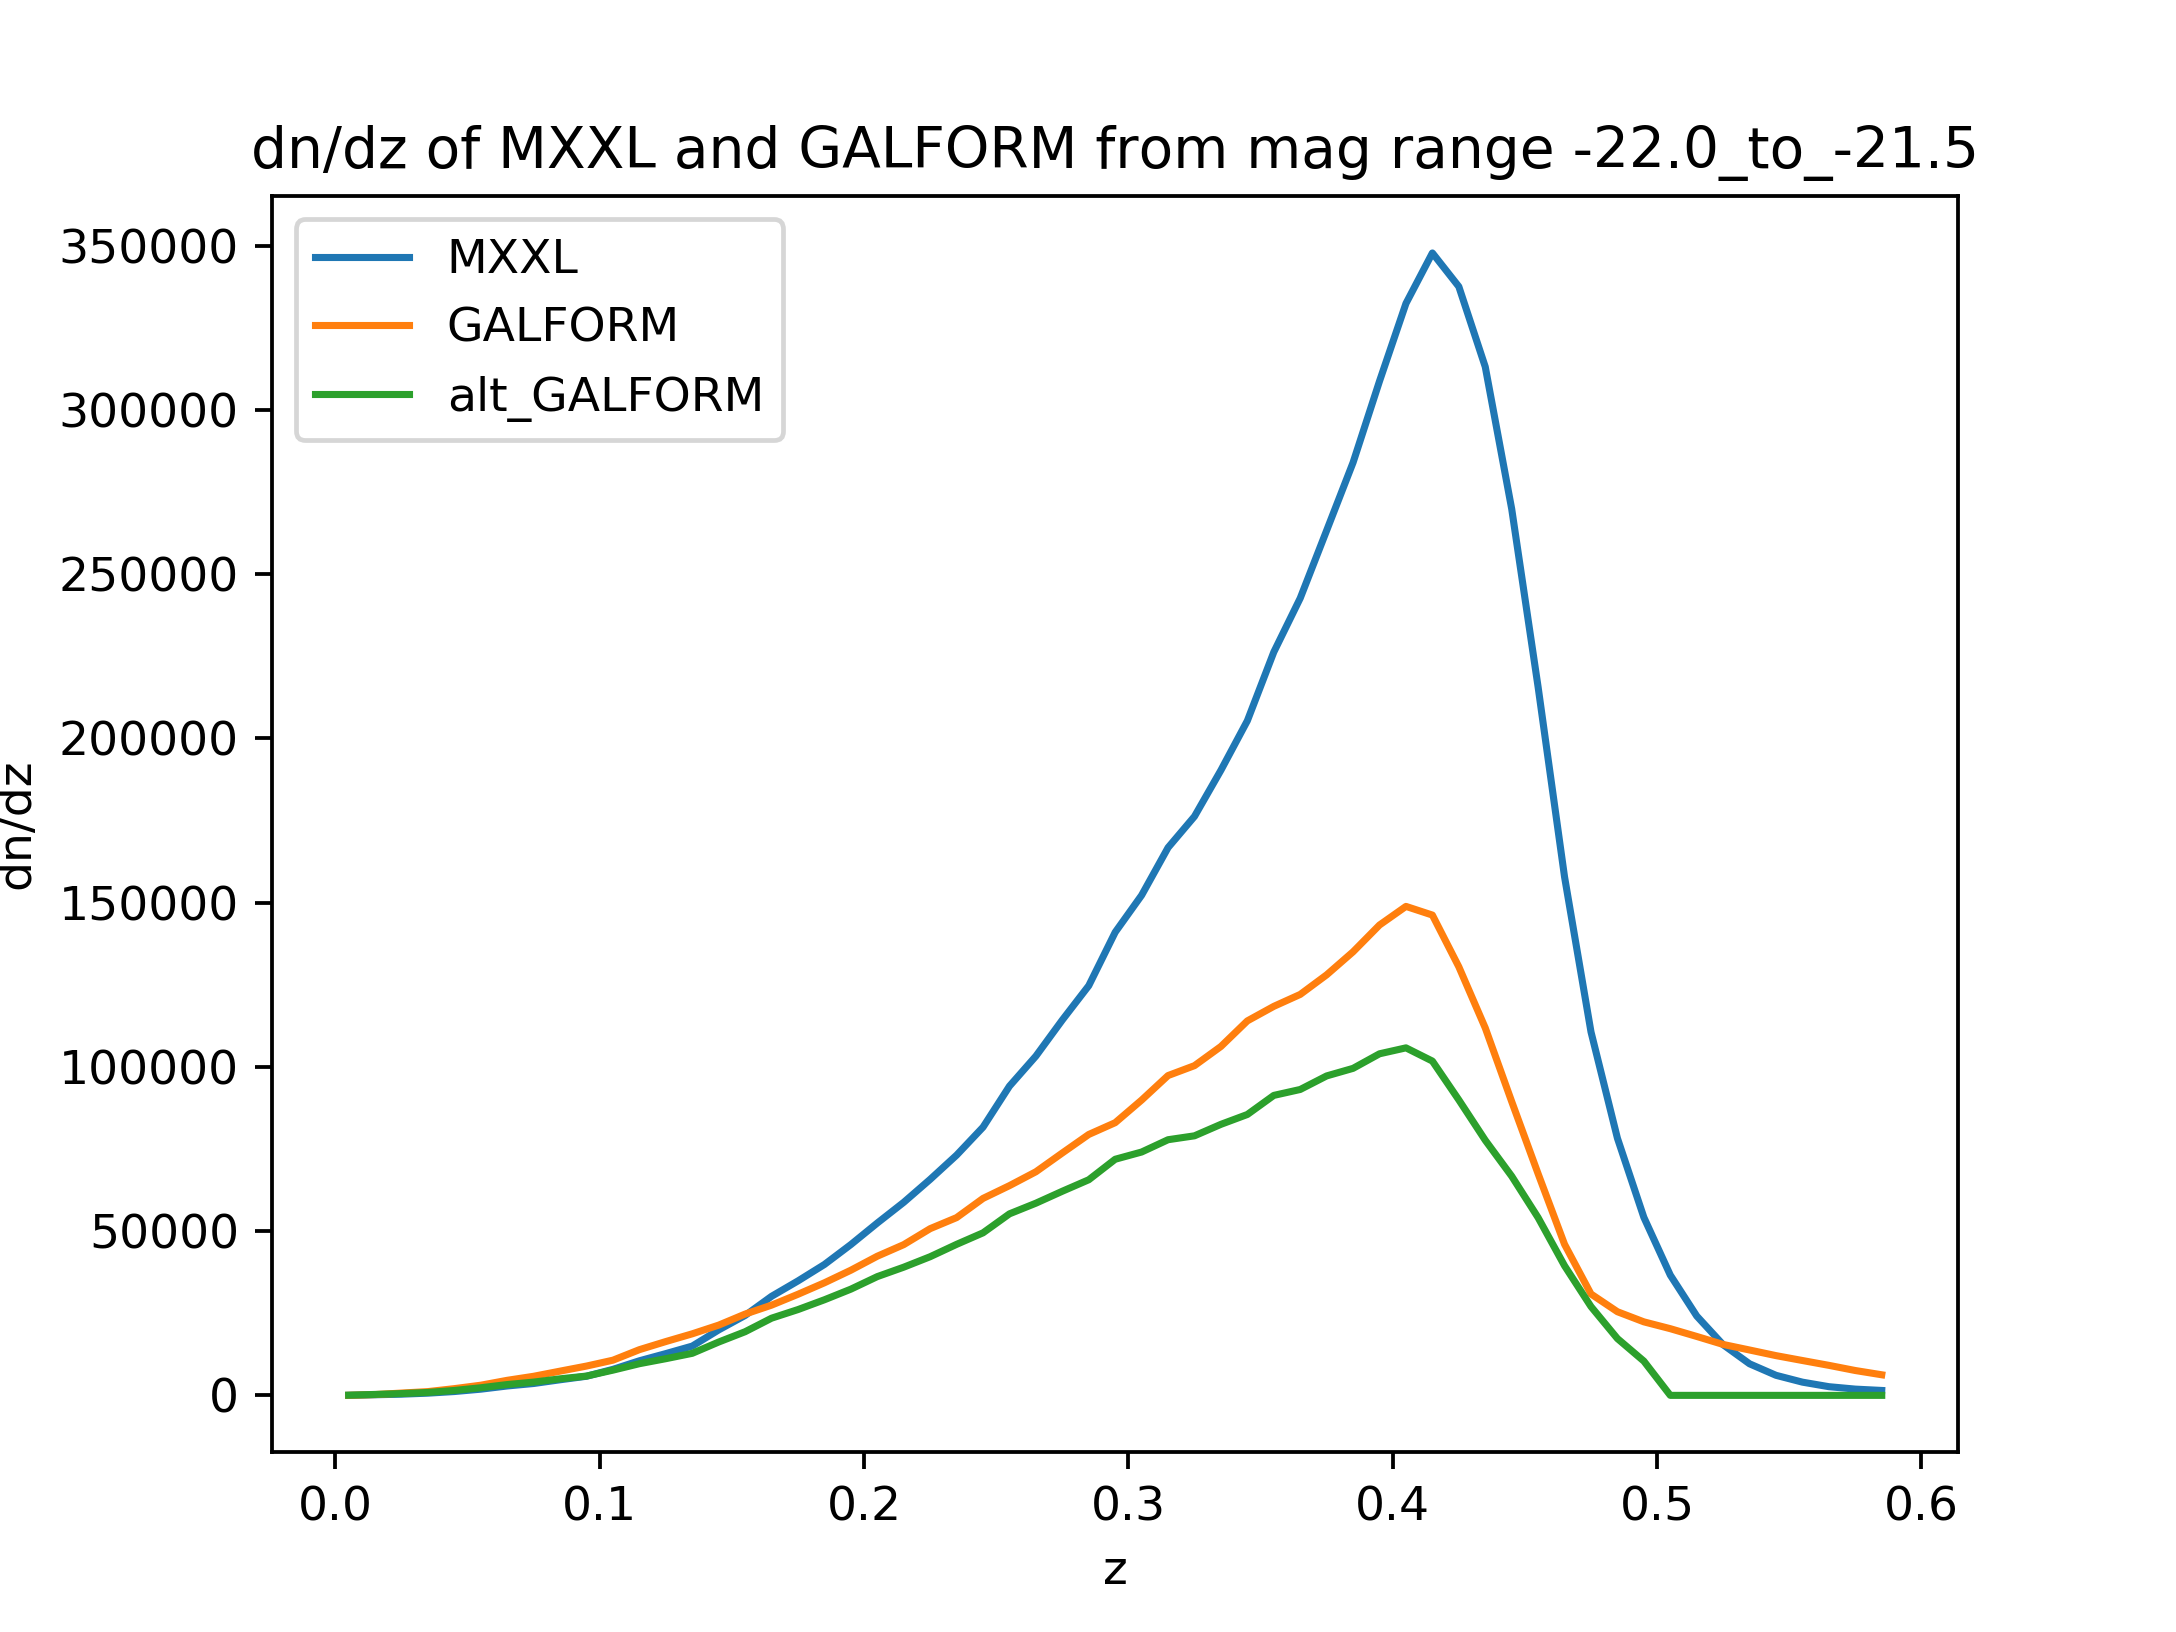 dn/dz of MXXL and GALFORM from mag range -22.0_to_-21.5
MXXL
GALFORM
alt_GALFORM
350000
300000
250000
200000
150000
100000
50000
0
dn/dz
0.0 0.1 0.2 0.3 0.4 0.5 0.6
z